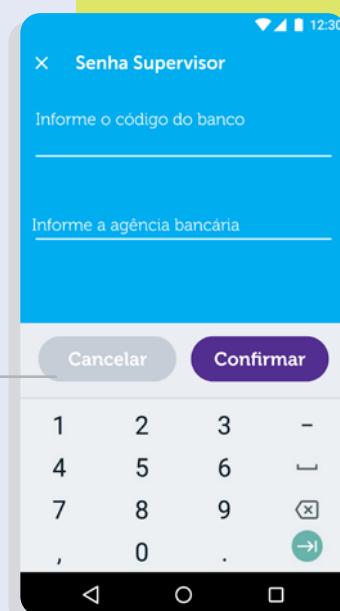 12:30
× Senha Supervisor
Informe o código do banco
Informe a agência bancária
Cancelar Confirmar
1 2 3 –
4 5 6
7 8 9
, 0 .